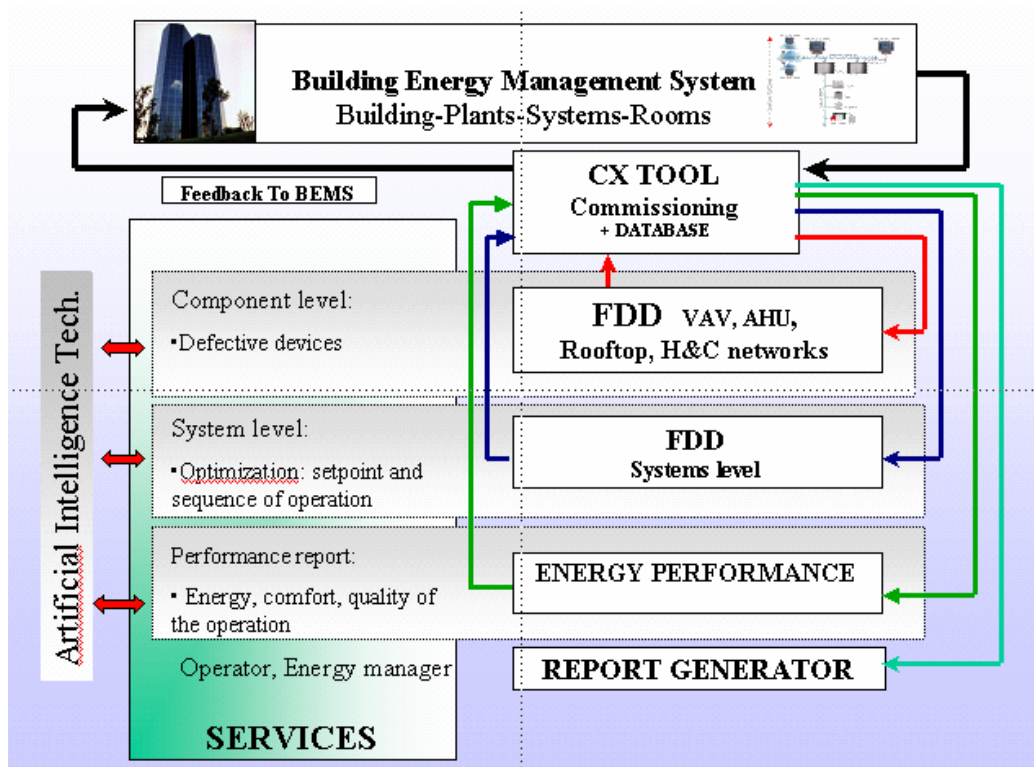 Building Energy Management System
Building-Plants-Systems-Rooms
Feedback To BEMS
CX TOOL
Commissioning
+ DATABASE
Artificial Intelligence Tech.
Component level:
•Defective devices
FDD VAV, AHU,
Rooftop, H&C networks
System level:
•Optimization: setpoint and
sequence of operation
FDD
Systems level
Performance report:
• Energy, comfort, quality of
the operation
ENERGY PERFORMANCE
Operator, Energy manager
REPORT GENERATOR
SERVICES